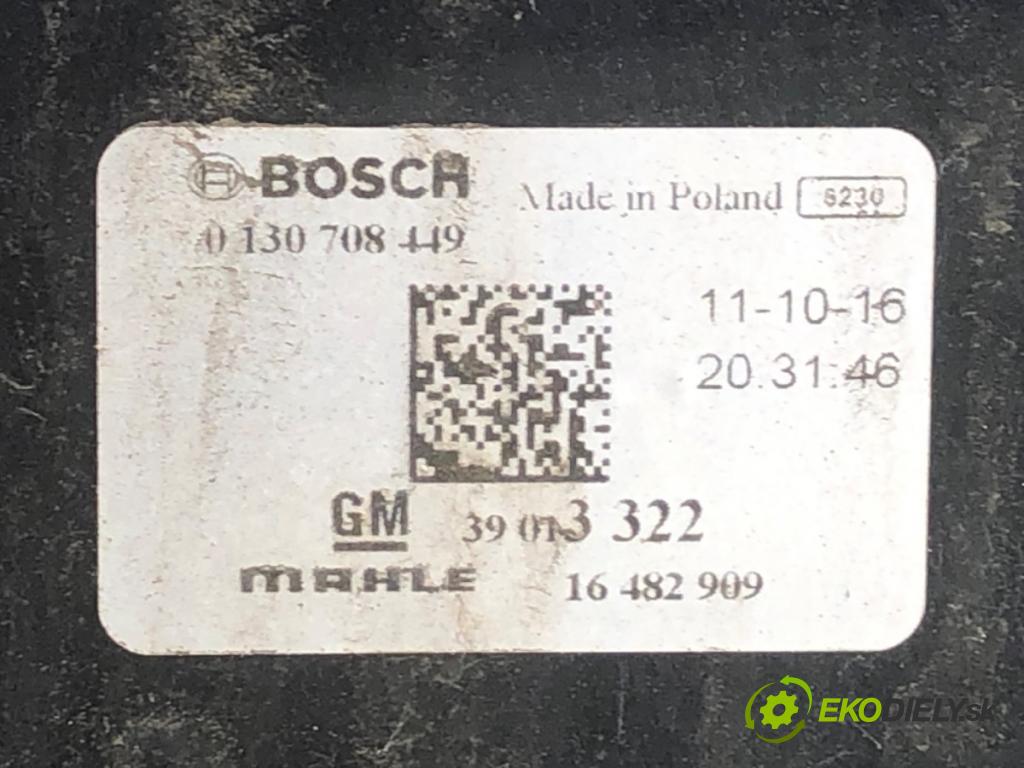 BOSCH
Made in Poland 6230
0 130 708 449
11-10-16
20.31.46
GM 39 013 322
MAHLE 16 482 909
EKODIELY.sk